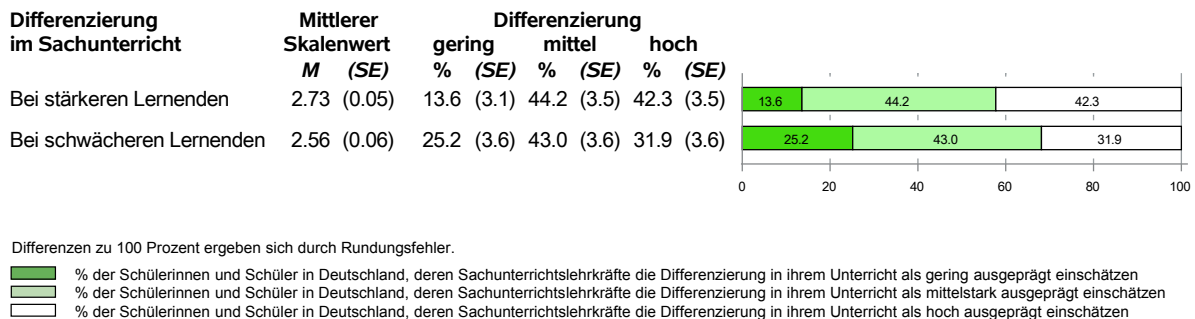 Differenzierung Mittlerer Differenzierung
im Sachunterricht Skalenwert gering mittel hoch
M (SE) % (SE) % (SE) % (SE)
Bei stärkeren Lernenden 2.73 (0.05) 13.6 (3.1) 44.2 (3.5) 42.3 (3.5) 13.6 44.2 42.3
Bei schwächeren Lernenden 2.56 (0.06) 25.2 (3.6) 43.0 (3.6) 31.9 (3.6) 25.2 43.0 31.9
0 20 40 60 80 100
Differenzen zu 100 Prozent ergeben sich durch Rundungsfehler.
% der Schülerinnen und Schüler in Deutschland, deren Sachunterrichtslehrkräfte die Differenzierung in ihrem Unterricht als gering ausgeprägt einschätzen
% der Schülerinnen und Schüler in Deutschland, deren Sachunterrichtslehrkräfte die Differenzierung in ihrem Unterricht als mittelstark ausgeprägt einschätzen
% der Schülerinnen und Schüler in Deutschland, deren Sachunterrichtslehrkräfte die Differenzierung in ihrem Unterricht als hoch ausgeprägt einschätzen